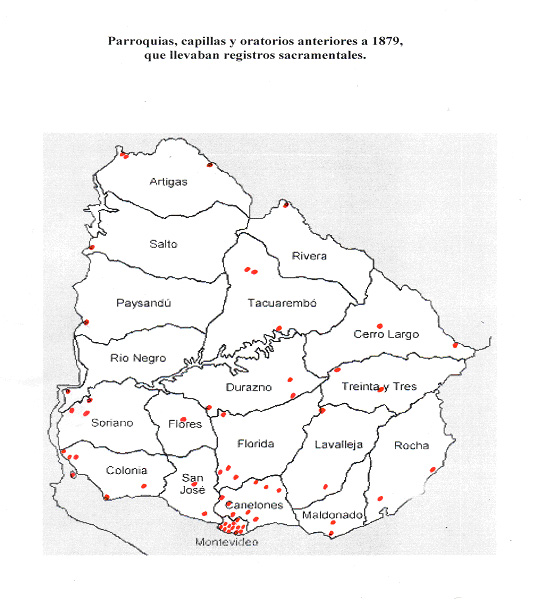 Parroquias, capillas y oratorios anteriores a 1879,
que llevaban registros sacramentales.
Artigas
Salto
Rivera
Paysandú
Tacuarembó
Cerro Largo
Río Negro
Durazno
Treinta y Tres
Soriano
Flores
Florida
Lavalleja
Rocha
Colonia
San
José
Canelones
Maldonado
Montevideo